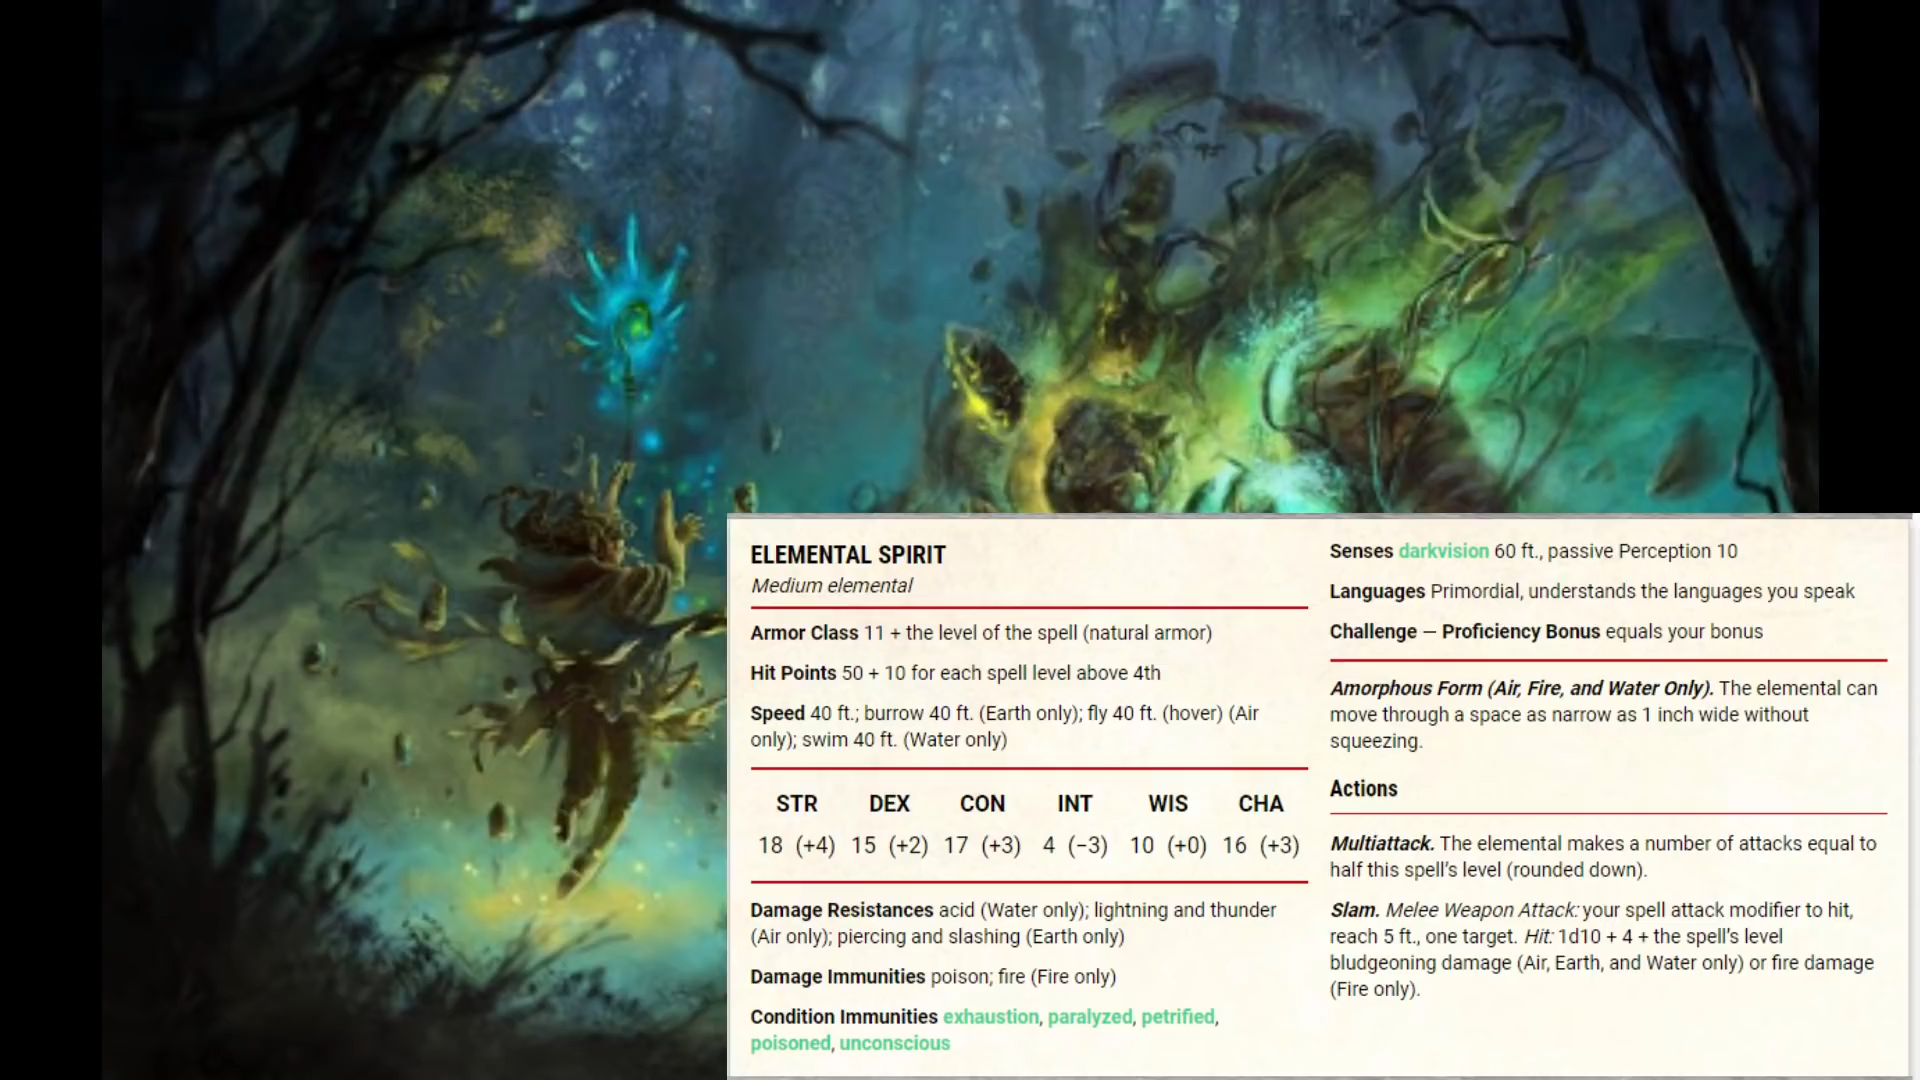 ELEMENTAL SPIRIT
Medium elemental
Armor Class 11 + the level of the spell (natural armor)
Hit Points 50 + 10 for each spell level above 4th
Speed 40 ft.; burrow 40 ft. (Earth only); fly 40 ft. (hover) (Air
only); swim 40 ft. (Water only)
STR DEX CON INT WIS CHA
18 (+4) 15 (+2) 17 (+3) 4 (−3) 10 (+0) 16 (+3)
Damage Resistances acid (Water only); lightning and thunder
(Air only); piercing and slashing (Earth only)
Damage Immunities poison; fire (Fire only)
Condition Immunities exhaustion, paralyzed, petrified,
poisoned, unconscious
Senses darkvision 60 ft., passive Perception 10
Languages Primordial, understands the languages you speak
Challenge — Proficiency Bonus equals your bonus
Amorphous Form (Air, Fire, and Water Only). The elemental can
move through a space as narrow as 1 inch wide without
squeezing.
Actions
Multiattack. The elemental makes a number of attacks equal to
half this spell’s level (rounded down).
Slam. Melee Weapon Attack: your spell attack modifier to hit,
reach 5 ft., one target. Hit: 1d10 + 4 + the spell’s level
bludgeoning damage (Air, Earth, and Water only) or fire damage
(Fire only).